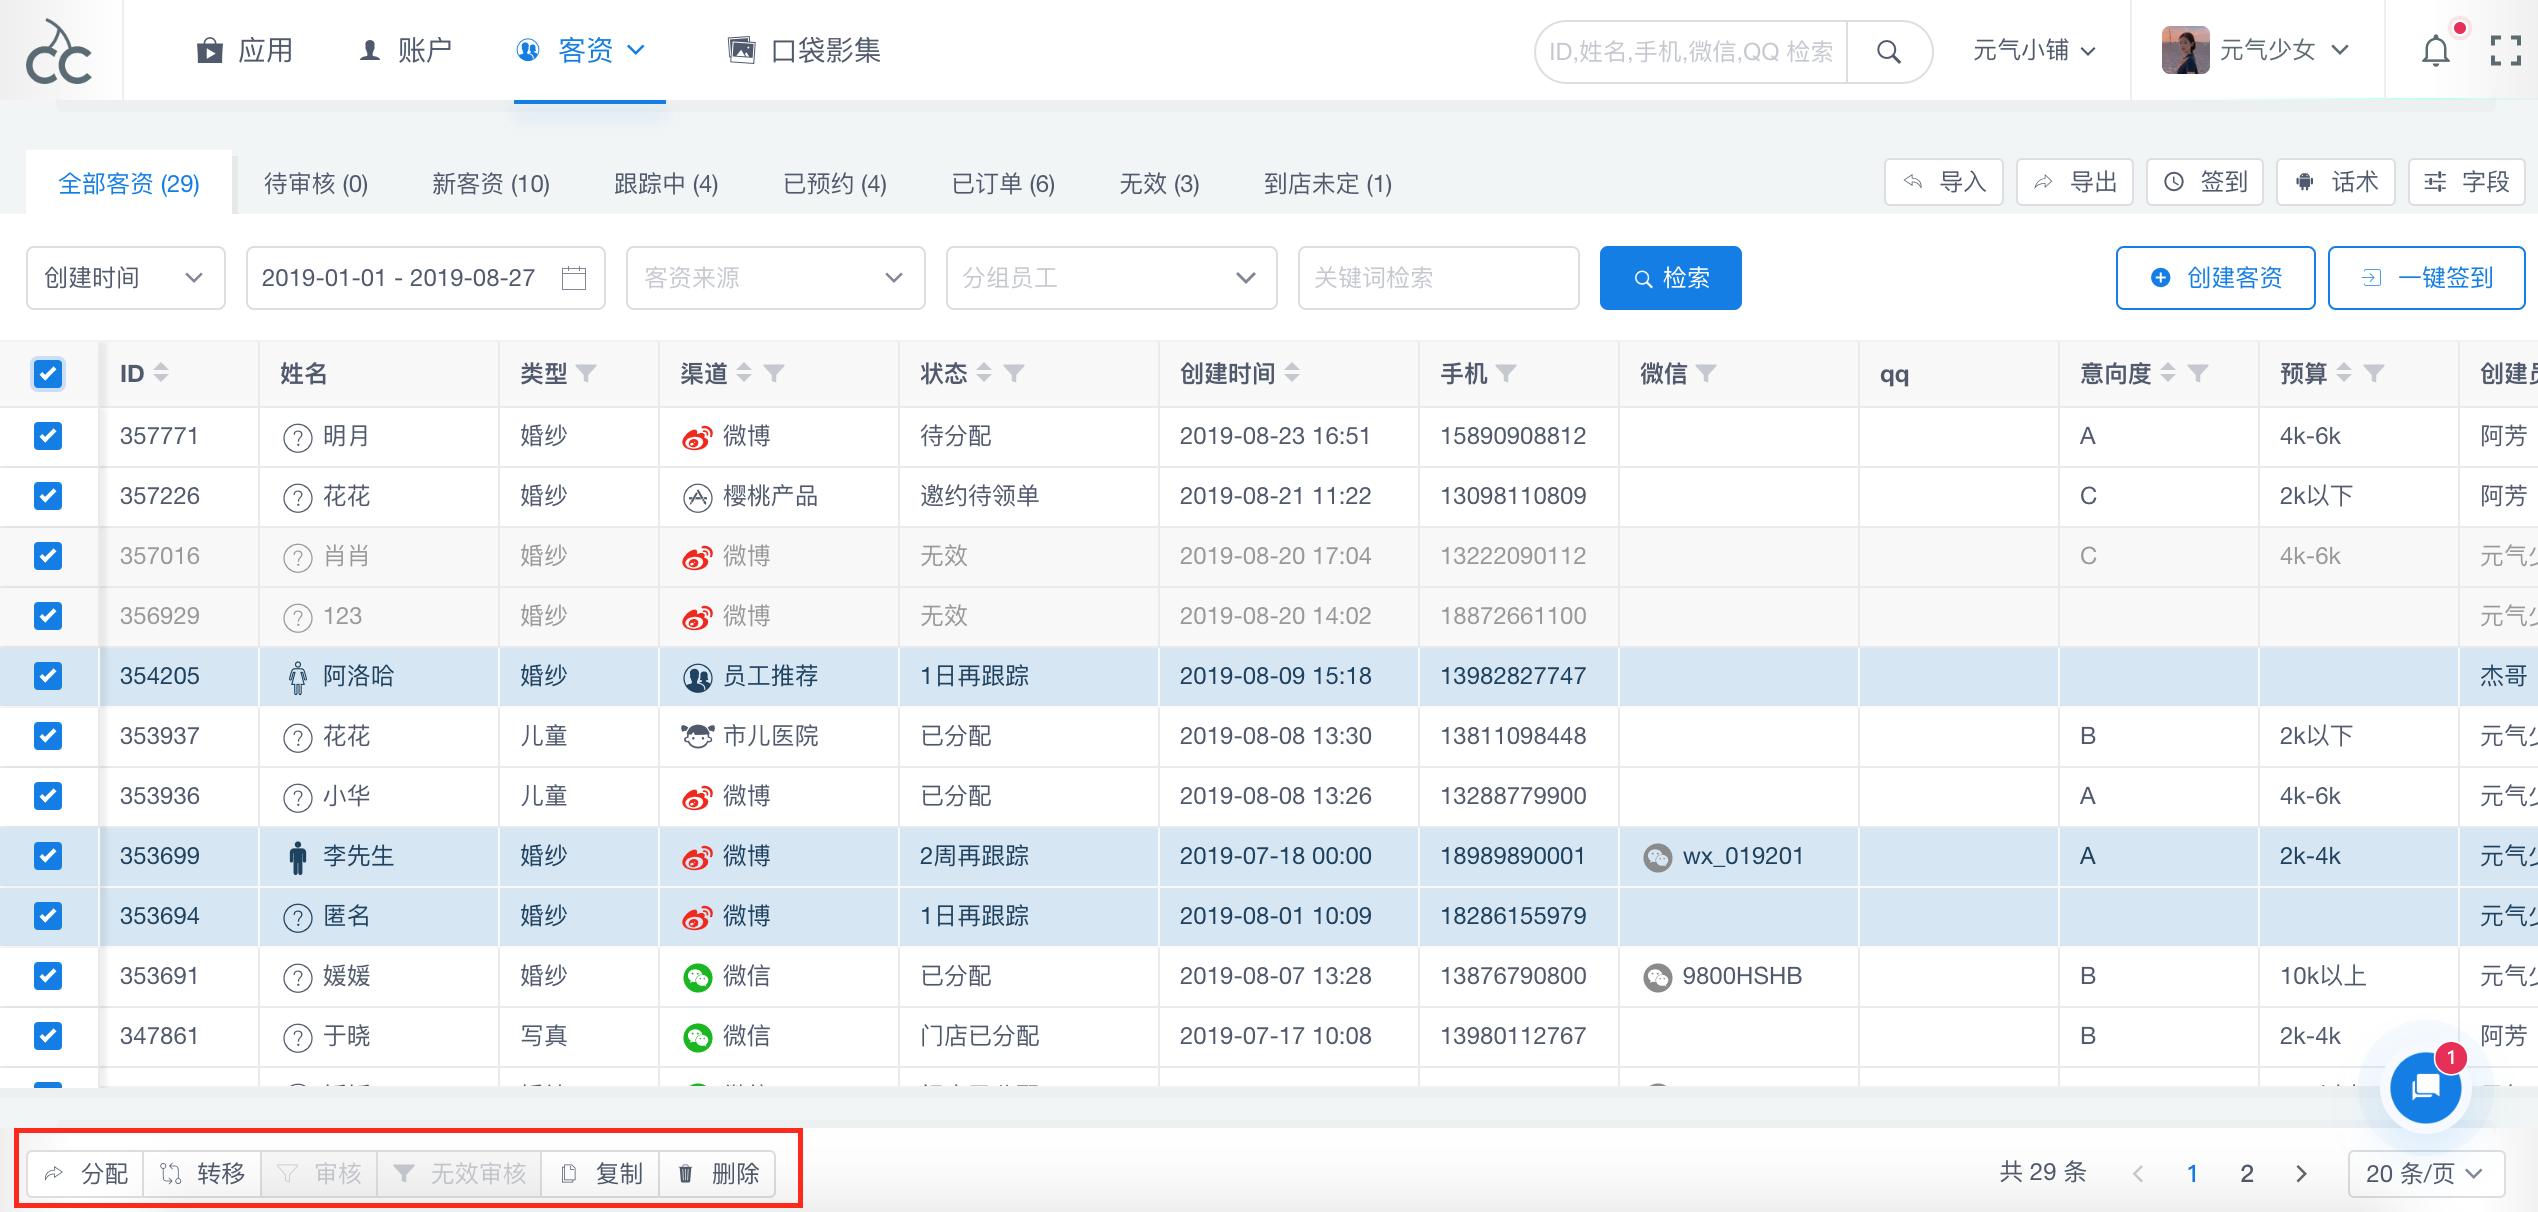 CC 应用 账户 客资 口袋影集 ID,姓名,手机,微信,QQ 检索 元气小铺 元气少女
全部客资 (29) 待审核 (0) 新客资 (10) 跟踪中 (4) 已预约 (4) 已订单 (6) 无效 (3) 到店未定 (1) 导入 导出 签到 话术 字段
创建时间 2019-01-01 - 2019-08-27 客资来源 分组员工 关键词检索 检索 创建客资 一键签到
ID 姓名 类型 渠道 状态 创建时间 手机 微信 qq 意向度 预算 创建
357771 ? 明月 婚纱 微博 待分配 2019-08-23 16:51 15890908812 A 4k-6k 阿芳
357226 ? 花花 婚纱 樱桃产品 邀约待领单 2019-08-21 11:22 13098110809 C 2k以下 阿芳
357016 ? 肖肖 婚纱 微博 无效 2019-08-20 17:04 13222090112 C 4k-6k 元气
356929 ? 123 婚纱 微博 无效 2019-08-20 14:02 18872661100 元气
354205 阿洛哈 婚纱 员工推荐 1日再跟踪 2019-08-09 15:18 13982827747 杰哥
353937 ? 花花 儿童 市儿医院 已分配 2019-08-08 13:30 13811098448 B 2k以下 元气
353936 ? 小华 儿童 微博 已分配 2019-08-08 13:26 13288779900 A 4k-6k 元气
353699 李先生 婚纱 微博 2周再跟踪 2019-07-18 00:00 18989890001 wx_019201 A 2k-4k 元气
353694 ? 匿名 婚纱 微博 1日再跟踪 2019-08-01 10:09 18286155979 元气
353691 ? 媛媛 婚纱 微信 已分配 2019-08-07 13:28 13876790800 9800HSHB B 10k以上 元气
347861 ? 于晓 写真 微信 门店已分配 2019-07-17 10:08 13980112767 B 2k-4k 阿芳
1
分配 转移 审核 无效审核 复制 删除 共 29 条 1 2 20 条/页